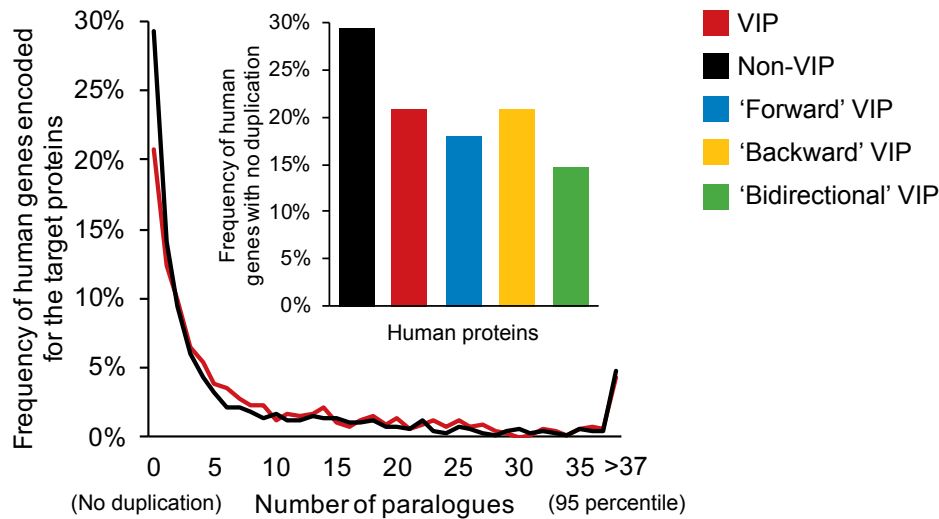 Frequency of human genes encoded
for the target proteins
30%
25%
20%
15%
10%
5%
0%
0
5
10
15
20
25
30
35
>37
(No duplication)
Number of paralogues
(95 percentile)
Frequency of human
genes with no duplication
30%
25%
20%
15%
10%
5%
0%
Human proteins
VIP
Non-VIP
‘Forward’ VIP
‘Backward’ VIP
‘Bidirectional’ VIP